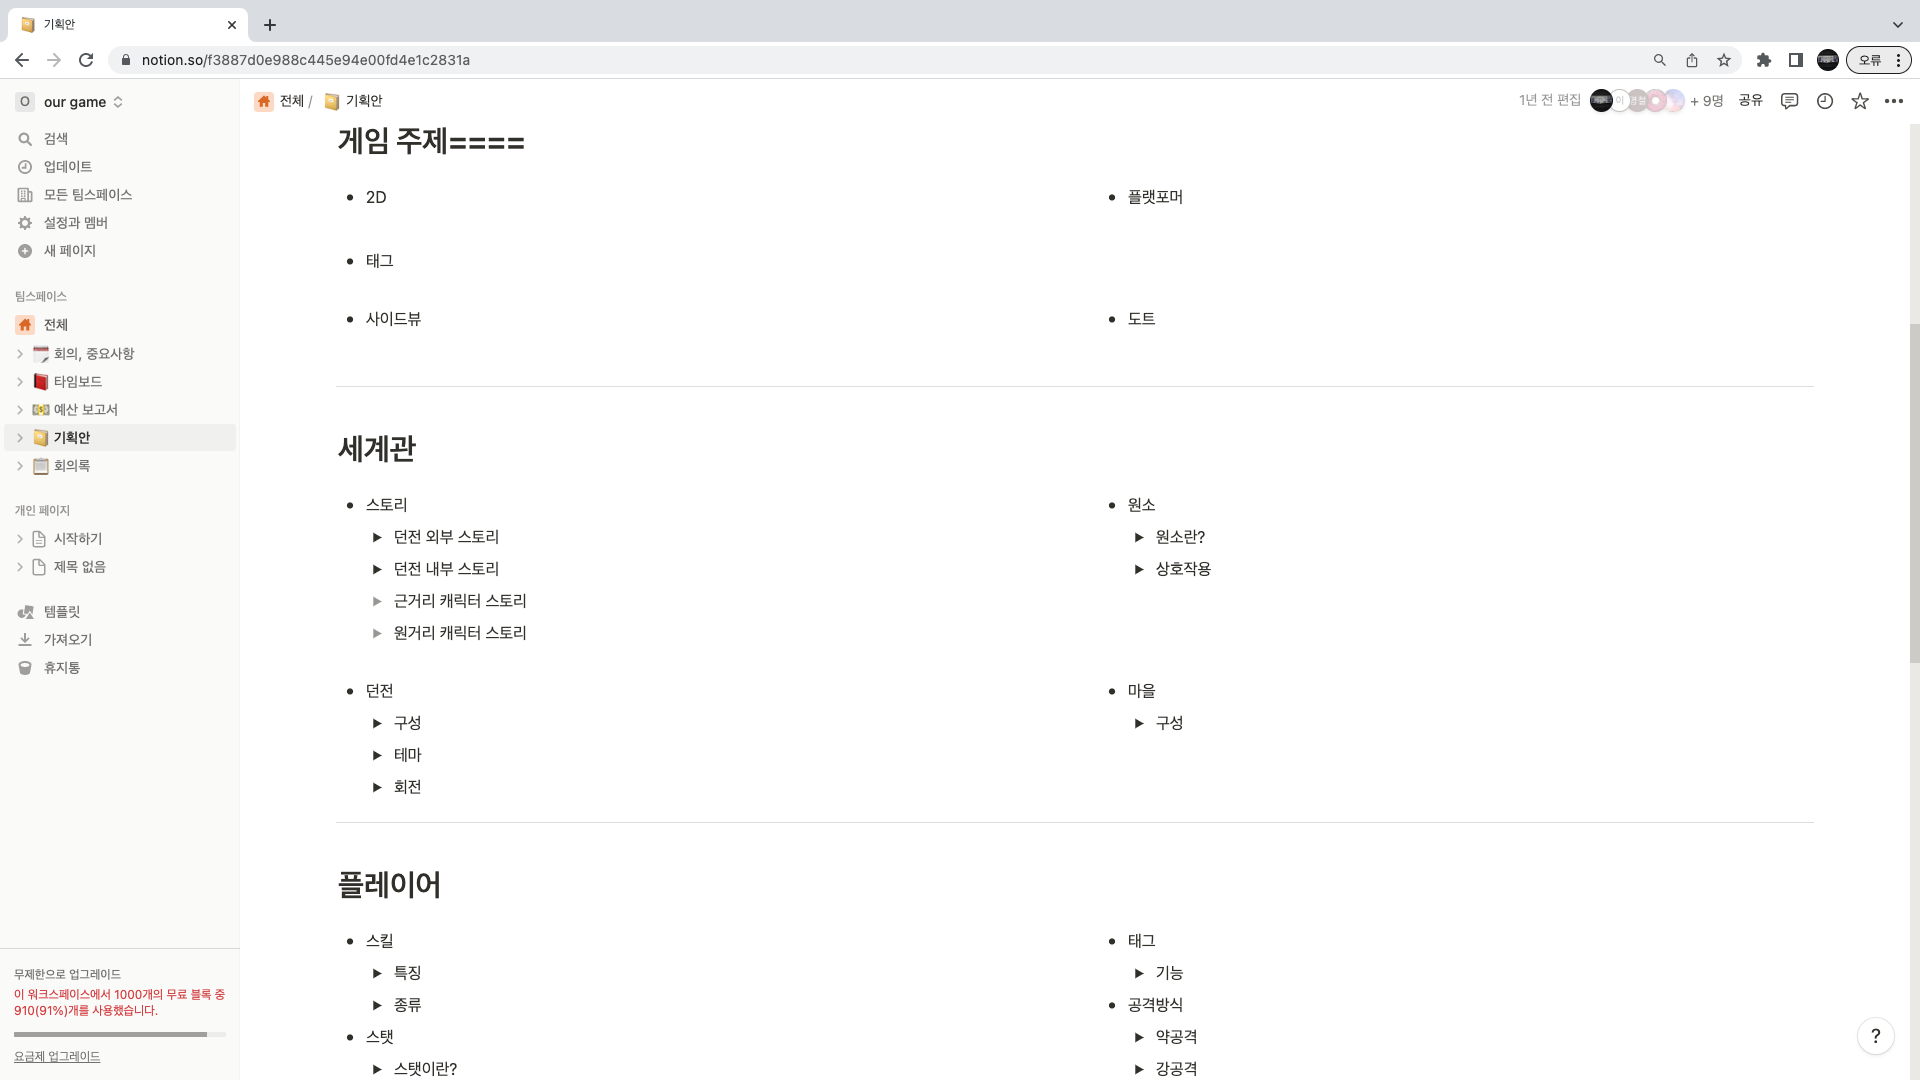 기획안
notion.so/f3887d0e988c445e94e00fd4e1c2831a
오류
O our game
전체 / 기획안
1년 전 편집
이
+ 9명
공유
검색
업데이트
모든 팀스페이스
설정과 멤버
새 페이지
팀스페이스
전체
회의, 중요사항
타임보드
예산 보고서
기획안
회의록
개인 페이지
시작하기
제목 없음
템플릿
가져오기
휴지통
무제한으로 업그레이드
이 워크스페이스에서 1000개의 무료 블록 중
910(91%)개를 사용했습니다.
요금제 업그레이드
게임 주제====
2D
플랫포머
태그
사이드뷰
도트
세계관
스토리
던전 외부 스토리
던전 내부 스토리
근거리 캐릭터 스토리
원거리 캐릭터 스토리
원소
원소란?
상호작용
던전
구성
테마
회전
마을
구성
플레이어
스킬
특징
종류
스탯
스탯이란?
태그
기능
공격방식
약공격
강공격
?